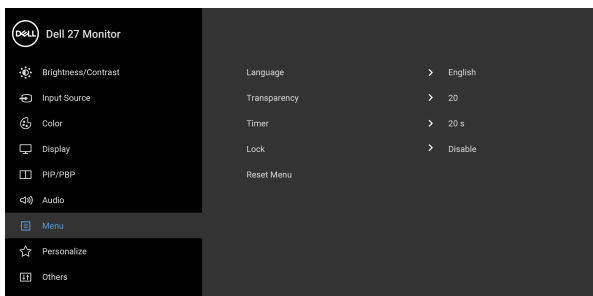 DELL Dell 27 Monitor
Brightness/Contrast
Input Source
Color
Display
PIP/PBP
Audio
Menu
Personalize
Others
Language English
Transparency 20
Timer 20 s
Lock Disable
Reset Menu